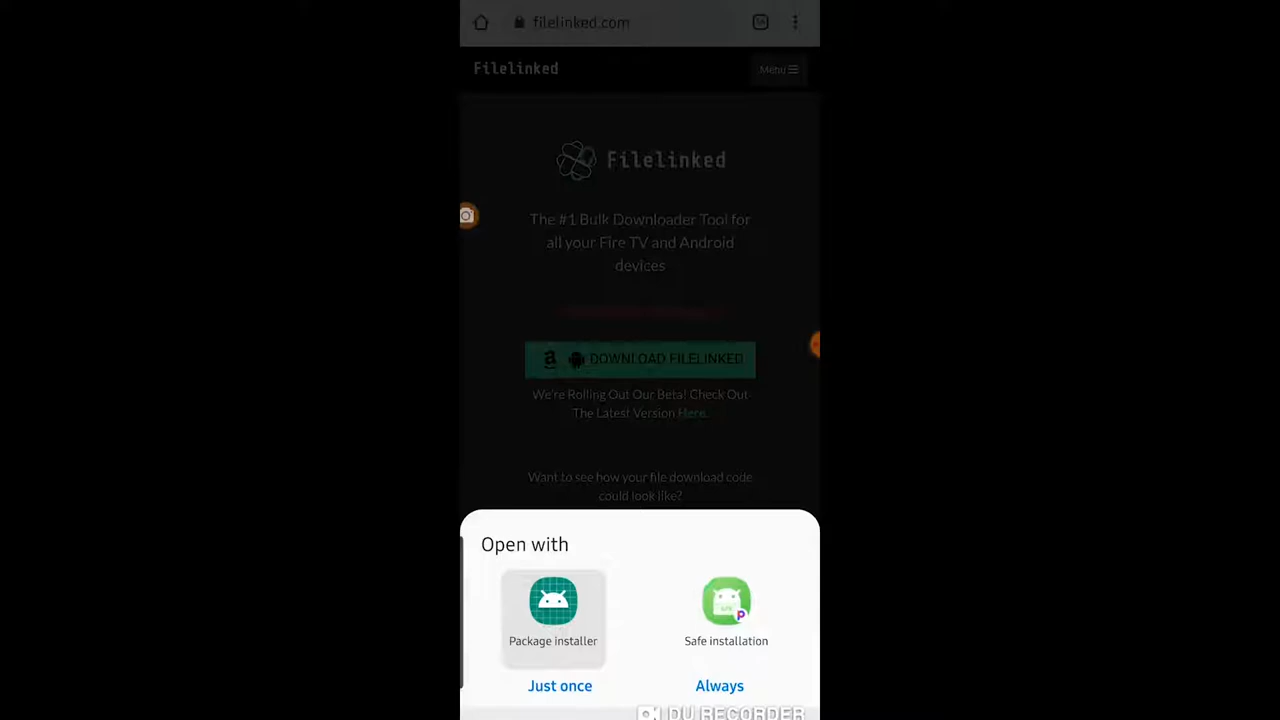 filelinked.com
Filelinked
Menu
Filelinked
The #1 Bulk Downloader Tool for
all your Fire TV and Android
devices
DOWNLOAD FILELINKED
We're Rolling Out Our Beta! Check Out
The Latest Version Here.
Want to see how your file download code
could look like?
Open with
Package installer
Safe installation
Just once
Always
DU RECORDER